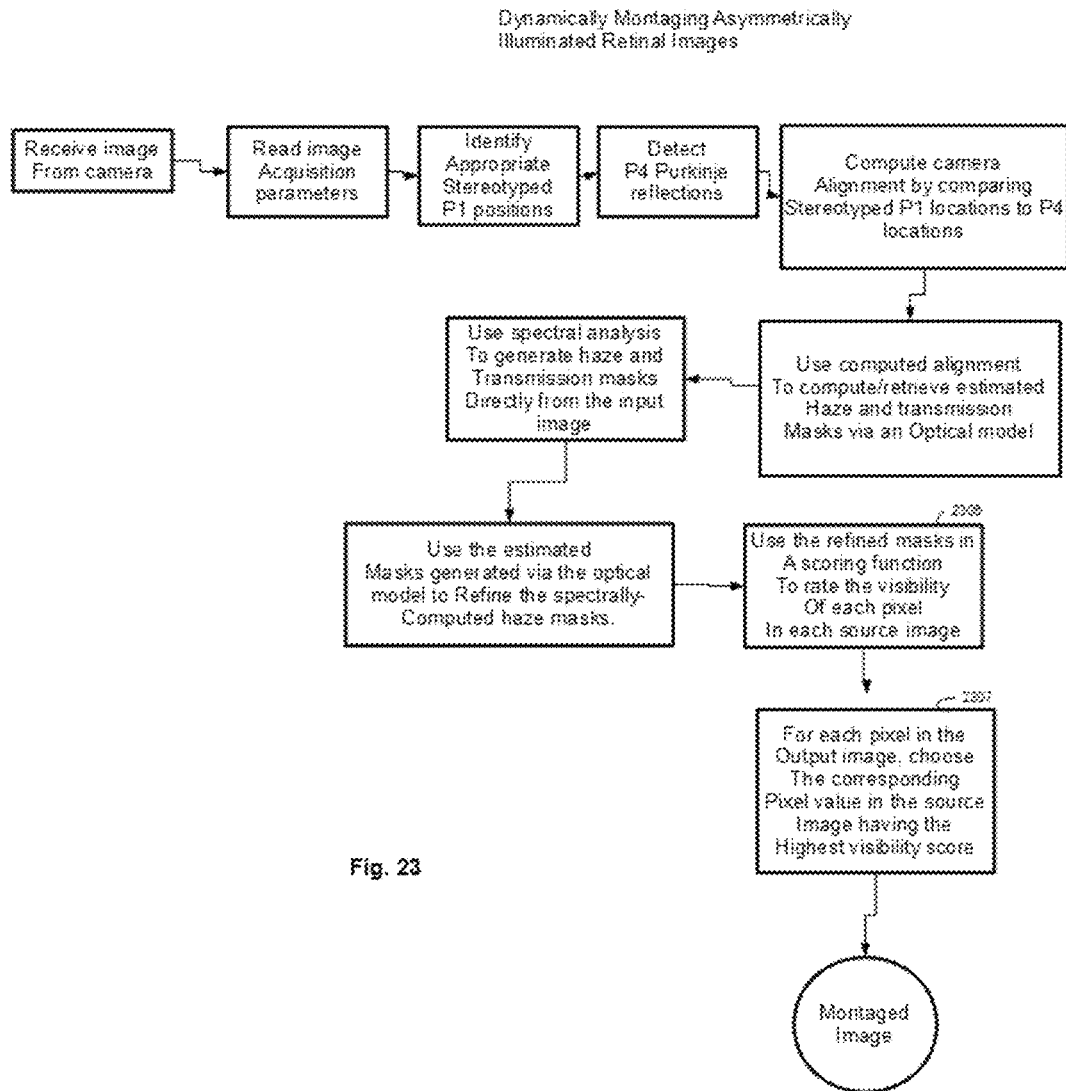 Dynamically Montaging Asymmetrically
Illuminated Retinal Images
Receive image
From camera
Read image
Acquisition
parameters
Identify
Appropriate
Stereotyped
P1 positions
Detect
P4 Purkinje
reflections
Compute camera
Alignment by comparing
Stereotyped P1 locations to P4
locations
Use spectral analysis
To generate haze and
Transmission masks
Directly from the input
image
Use computed alignment
To compute/retrieve estimated
Haze and transmission
Masks via an Optical model
Use the estimated
Masks generated via the optical
model to Refine the spectrally-
Computed haze masks.
Use the refined masks in
A scoring function
To rate the visibility
Of each pixel
In each source image
2307
For each pixel in the
Output image, choose
The corresponding
Pixel value in the source
Image having the
Highest visibility score
Fig. 23
Montaged
Image